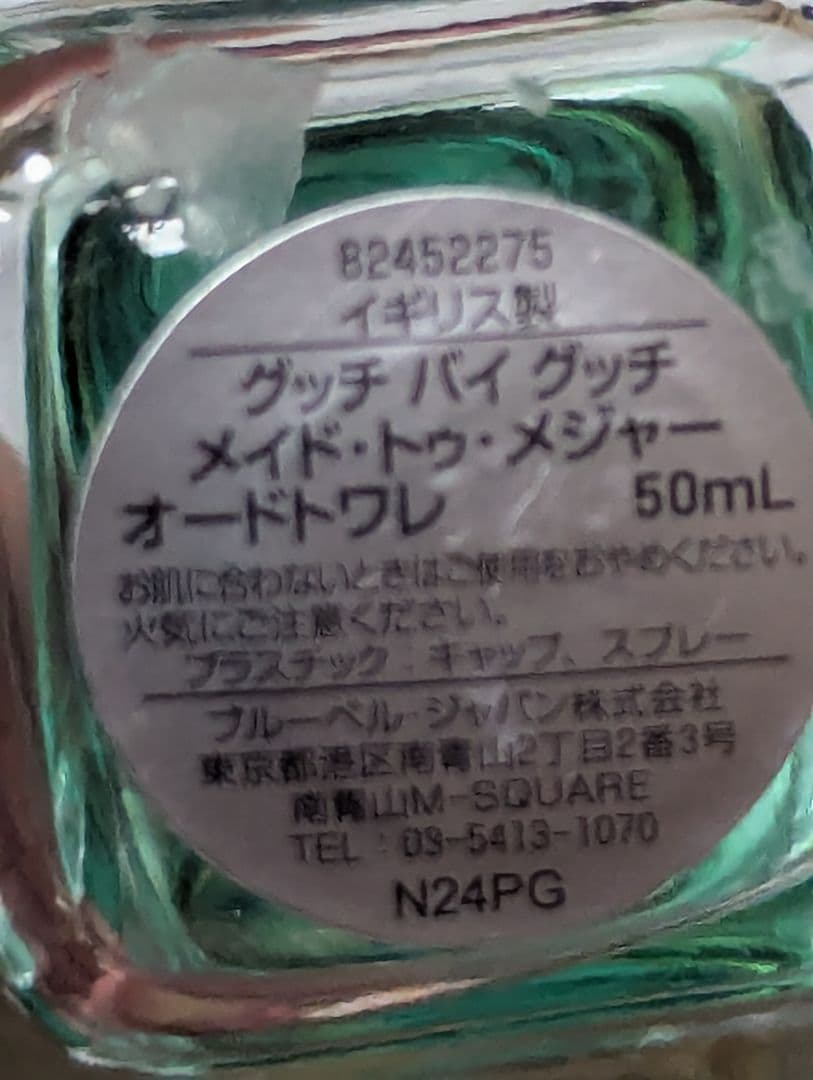 82452275
イギリス製
グッチ バイ グッチ
メイド・トゥ・メジャー
オードトワレ 50mL
お肌に合わないときはご使用をおやめください。
火気にご注意ください。
プラスチック：キャップ、スプレー
ブルーベル・ジャパン株式会社
東京都港区南青山2丁目2番3号
南青山M-SQUARE
TEL：03-5413-1070
N24PG